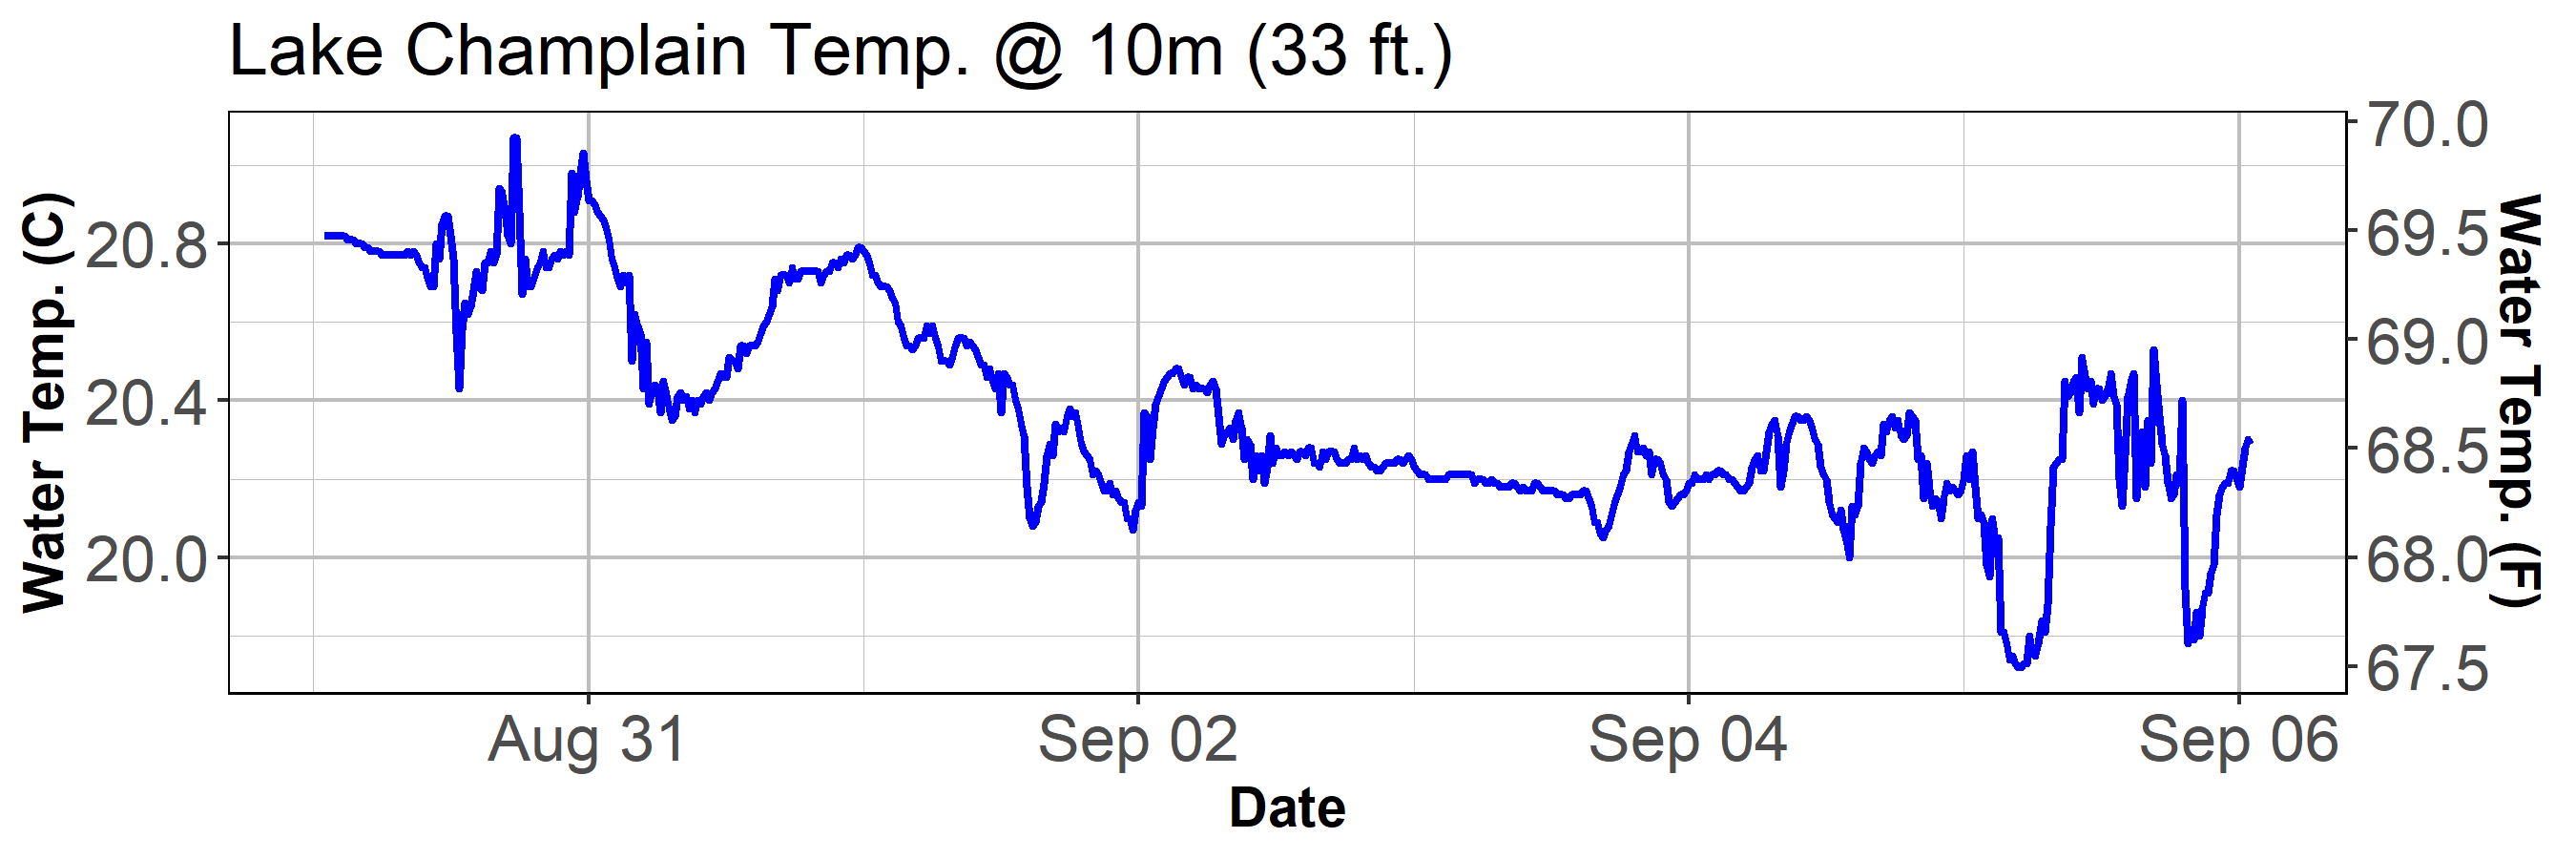 Lake Champlain Temp. @ 10m (33 ft.)
Water Temp. (C)
20.8
20.4
20.0
70.0
69.5
69.0
68.5
68.0
67.5
Water Temp. (F)
Aug 31 Sep 02 Sep 04 Sep 06
Date